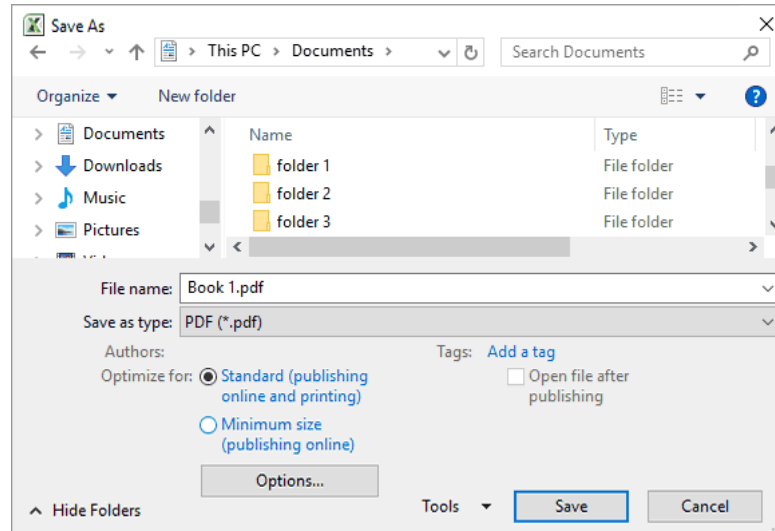 Save As
This PC > Documents >
Search Documents
Organize
New folder
?
Documents
Downloads
Music
Pictures
Name
Type
folder 1
File folder
folder 2
File folder
folder 3
File folder
File name: Book 1.pdf
Save as type: PDF (*.pdf)
Authors:
Tags: Add a tag
Optimize for: Standard (publishing
online and printing)
Open file after
publishing
Minimum size
(publishing online)
Options...
Hide Folders
Tools
Save
Cancel